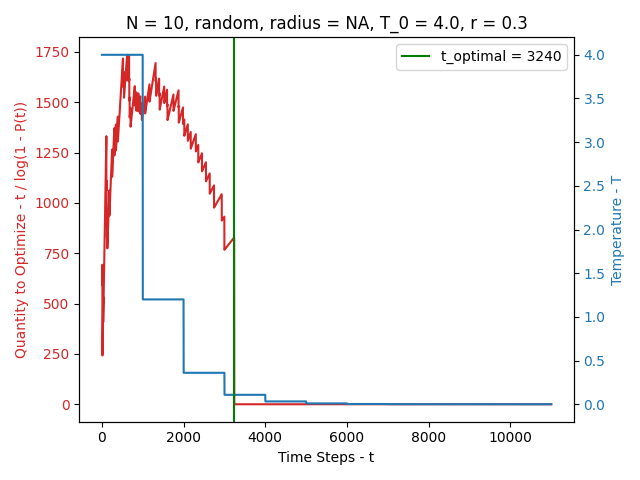 N = 10, random, radius = NA, T_0 = 4.0, r = 0.3
t_optimal = 3240
Quantity to Optimize - t / log(1 - P(t))
1750
1500
1250
1000
750
500
250
0
4.0
3.5
3.0
2.5
2.0
1.5
1.0
0.5
0.0
Temperature - T
0 2000 4000 6000 8000 10000
Time Steps - t